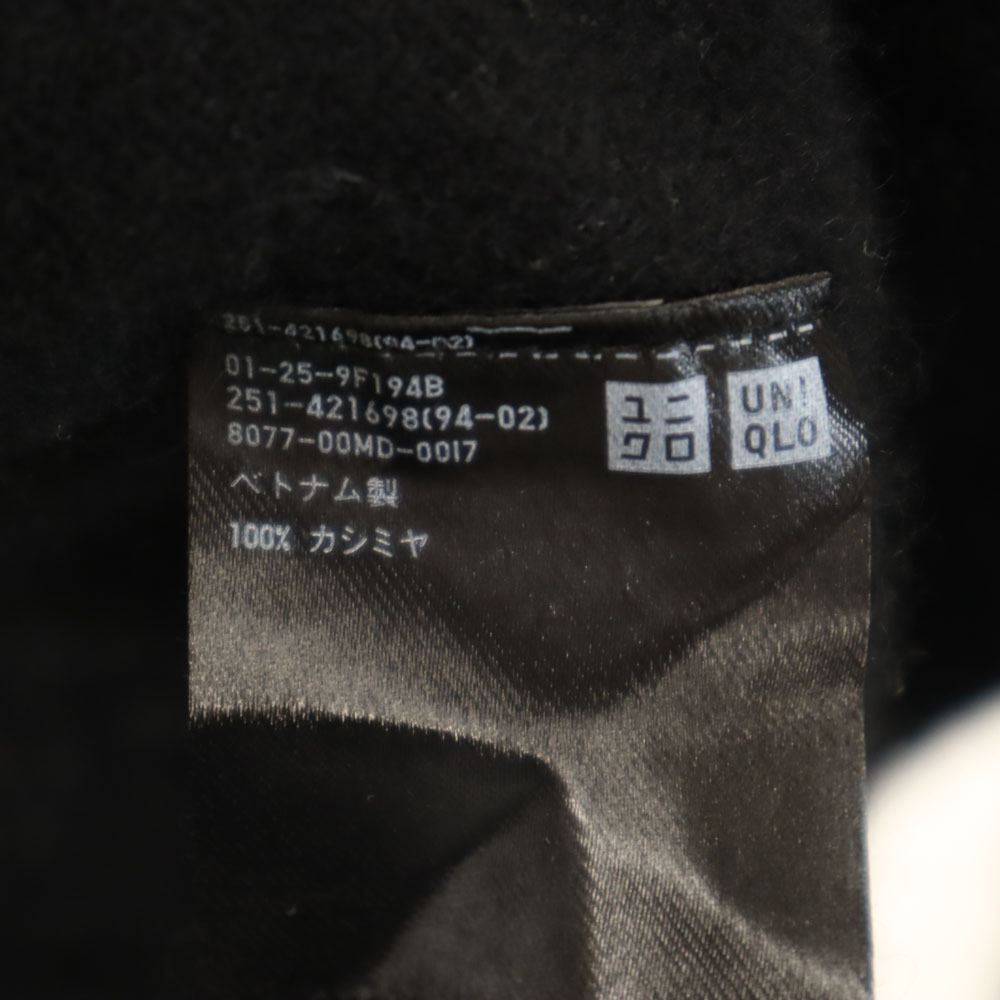 251-421698(94-02)
01-25-9F194B
251-421698(94-02)
8077-00MD-0017
ベトナム製
100% カシミヤ
ユニ
クロ
UNI
QLO